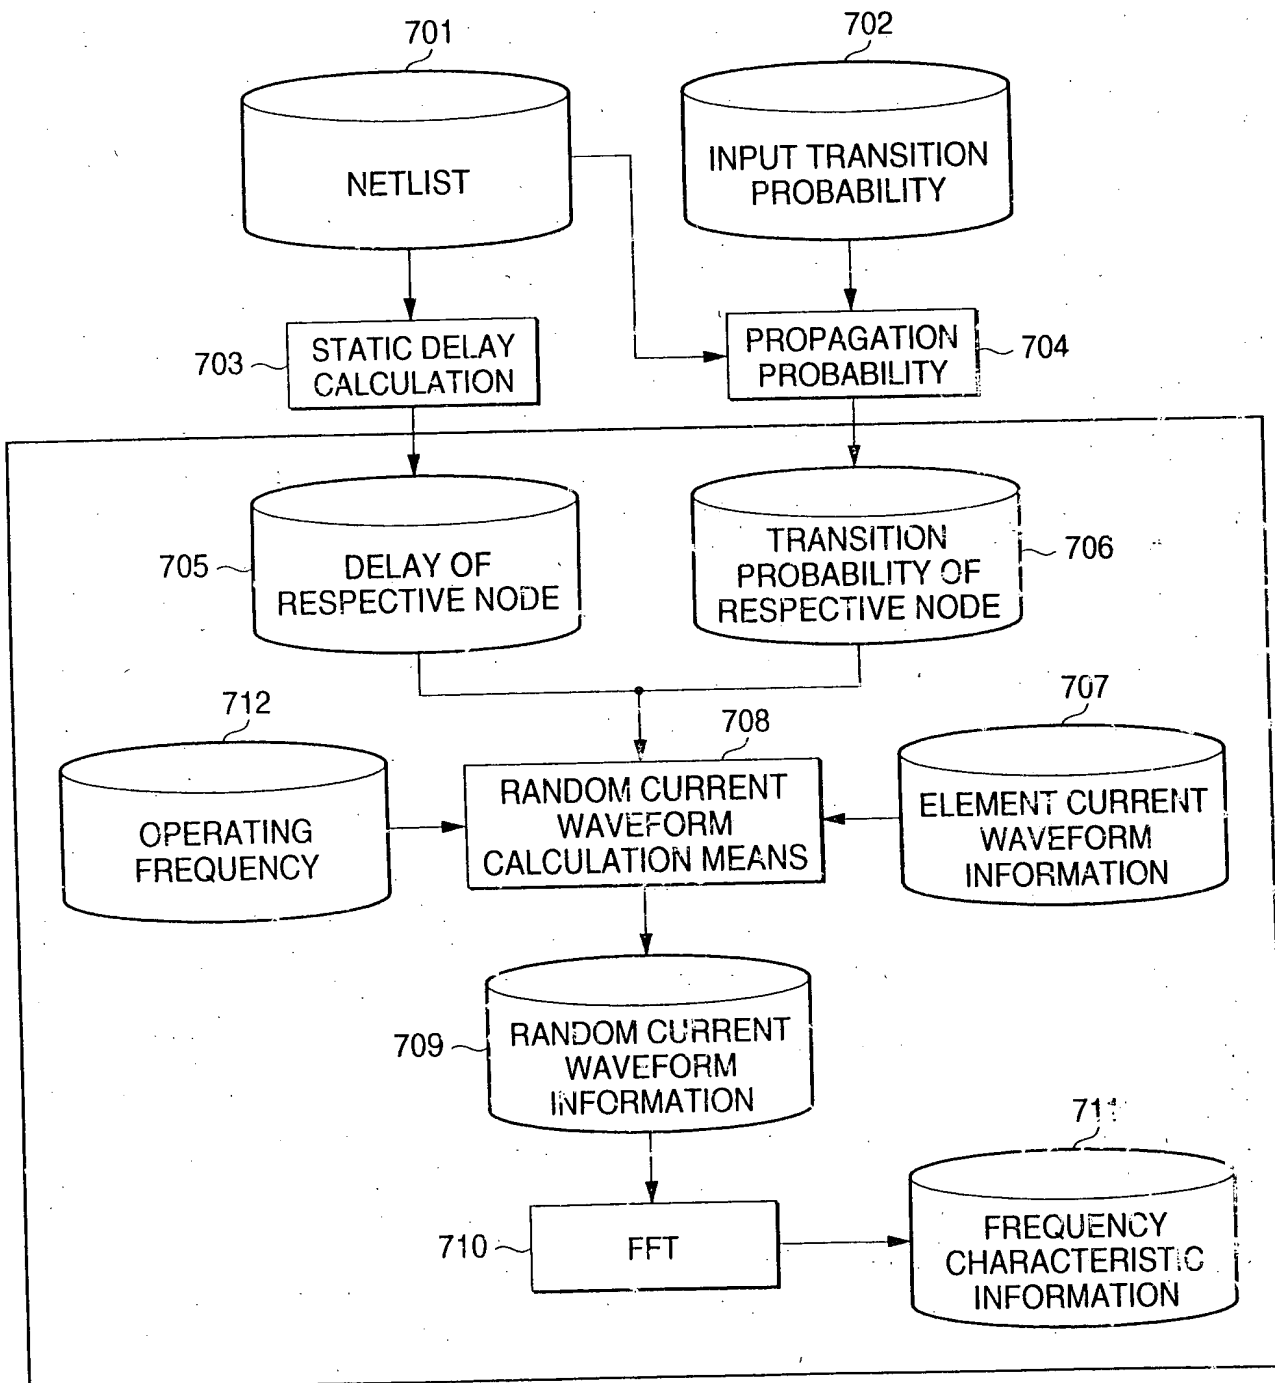 701
702
NETLIST
INPUT TRANSITION
PROBABILITY
703
STATIC DELAY
CALCULATION
PROPAGATION
PROBABILITY
704
705
DELAY OF
RESPECTIVE NODE
TRANSITION
PROBABILITY OF
RESPECTIVE NODE
706
712
708
707
OPERATING
FREQUENCY
RANDOM CURRENT
WAVEFORM
CALCULATION MEANS
ELEMENT CURRENT
WAVEFORM
INFORMATION
709
RANDOM CURRENT
WAVEFORM
INFORMATION
711
710
FFT
FREQUENCY
CHARACTERISTIC
INFORMATION